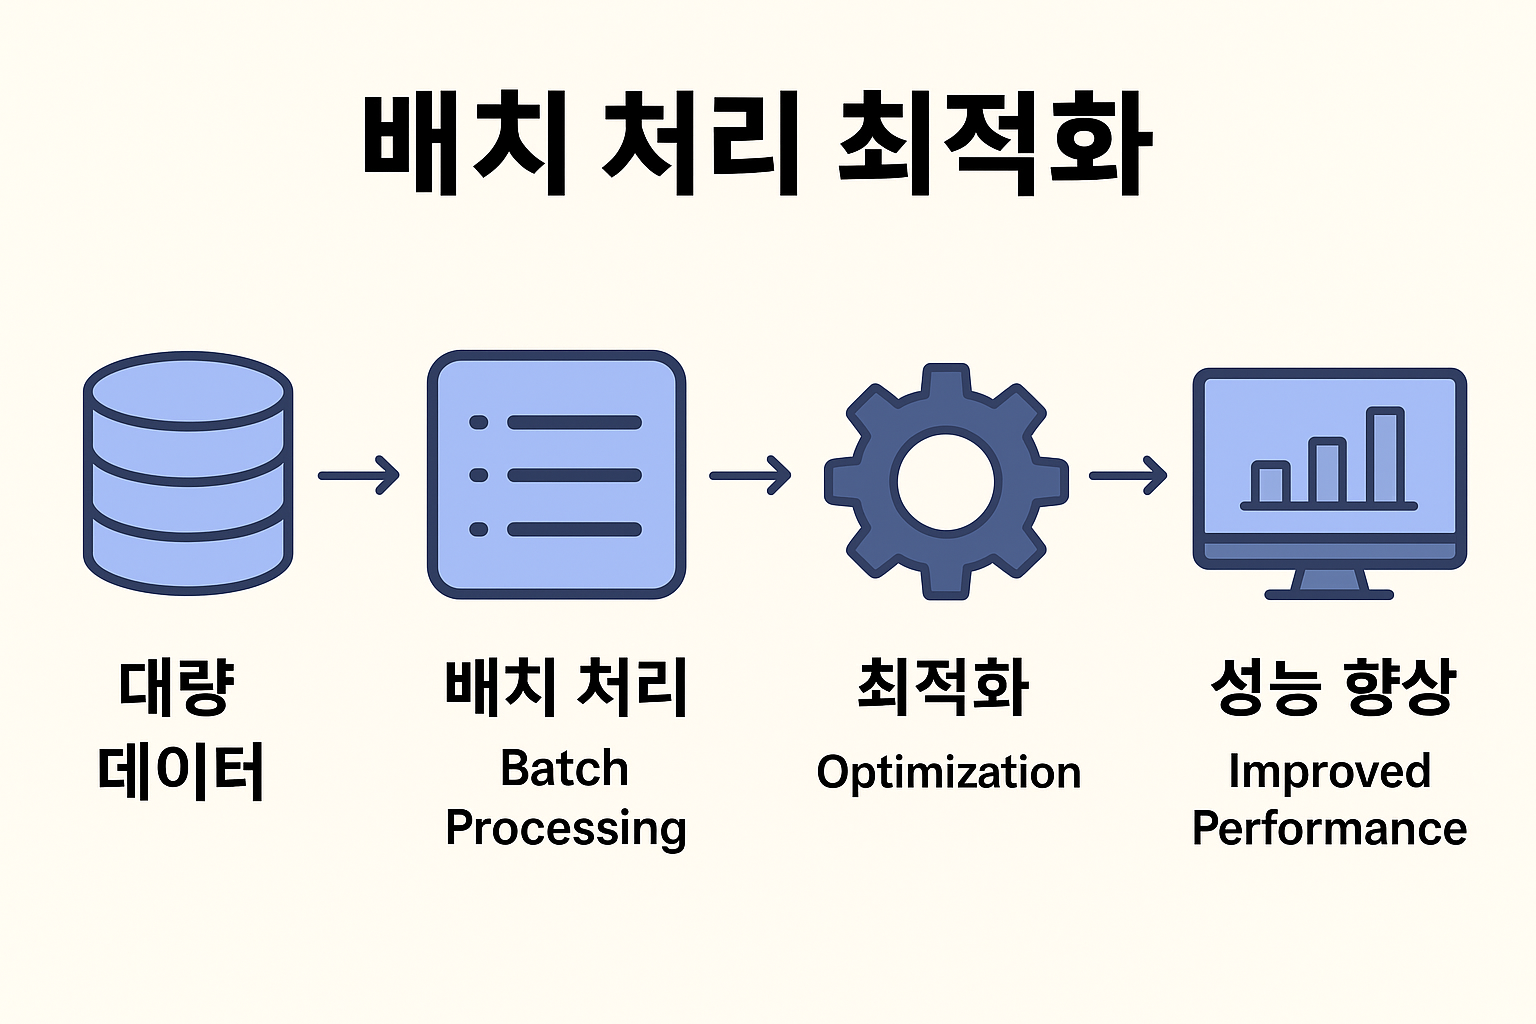 배치 처리 최적화
대량
데이터
배치 처리
Batch
Processing
최적화
Optimization
성능 향상
Improved
Performance